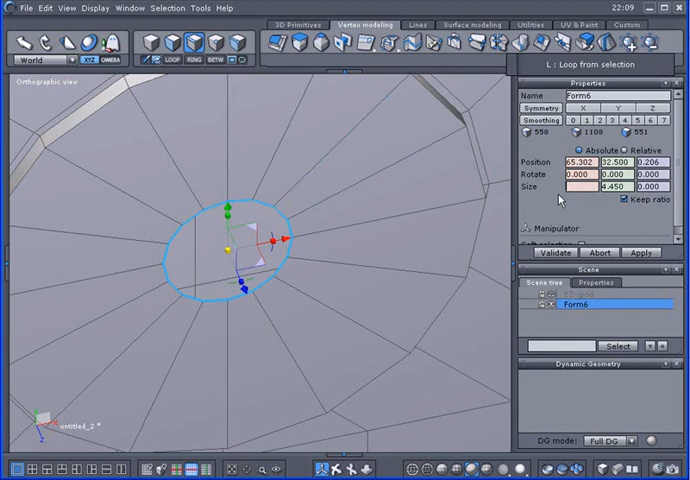 File Edit View Display Window Selection Tools Help
22:09
3D Primitives Vertex modeling Lines Surface modeling Utilities UV & Paint Custom
World XYZ CAMERA LOOP RING BETW
L : Loop from selection
Orthographic view
Properties
Name Form6
Symmetry X Y Z
Smoothing 0 1 2 3 4 5 6 7
558 1108 551
Absolute Relative
Position 65.302 32.500 0.206
Rotate 0.000 0.000 0.000
Size 4.450 0.000
Keep ratio
Manipulator
Validate Abort Apply
Scene
Scene tree Properties
Form6
Select
Dynamic Geometry
untitled_2 *
DG mode: Full DG